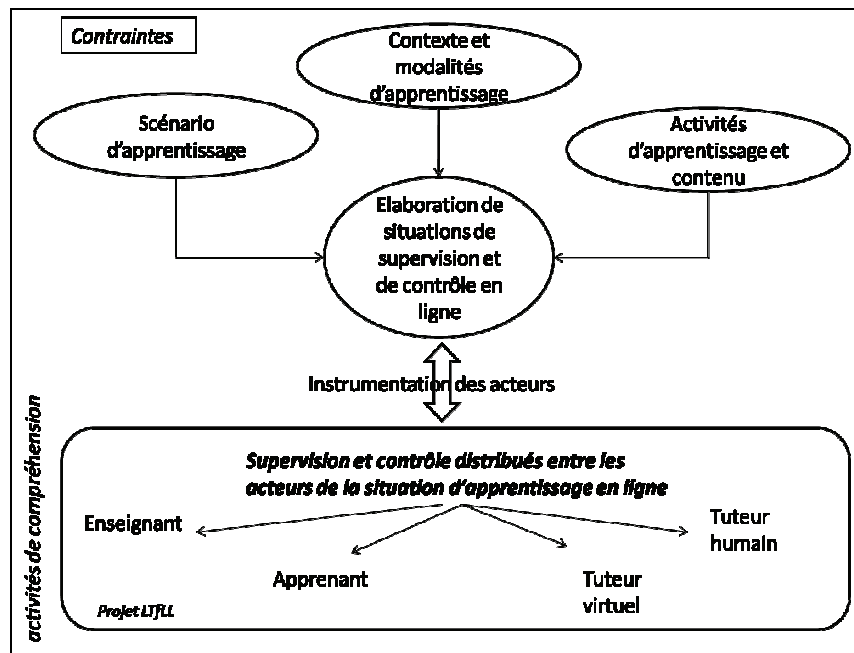 Contraintes
Contexte et
modalités
d'apprentissage
Scénario
d'apprentissage
Activités
d'apprentissage et
contenu
Elaboration de
situations de
supervision et
de contrôle en
ligne
Instrumentation des acteurs
activités de compréhension
Supervision et contrôle distribués entre les
acteurs de la situation d'apprentissage en ligne
Enseignant
Tuteur
humain
Apprenant
Tuteur
virtuel
Projet LTfLL